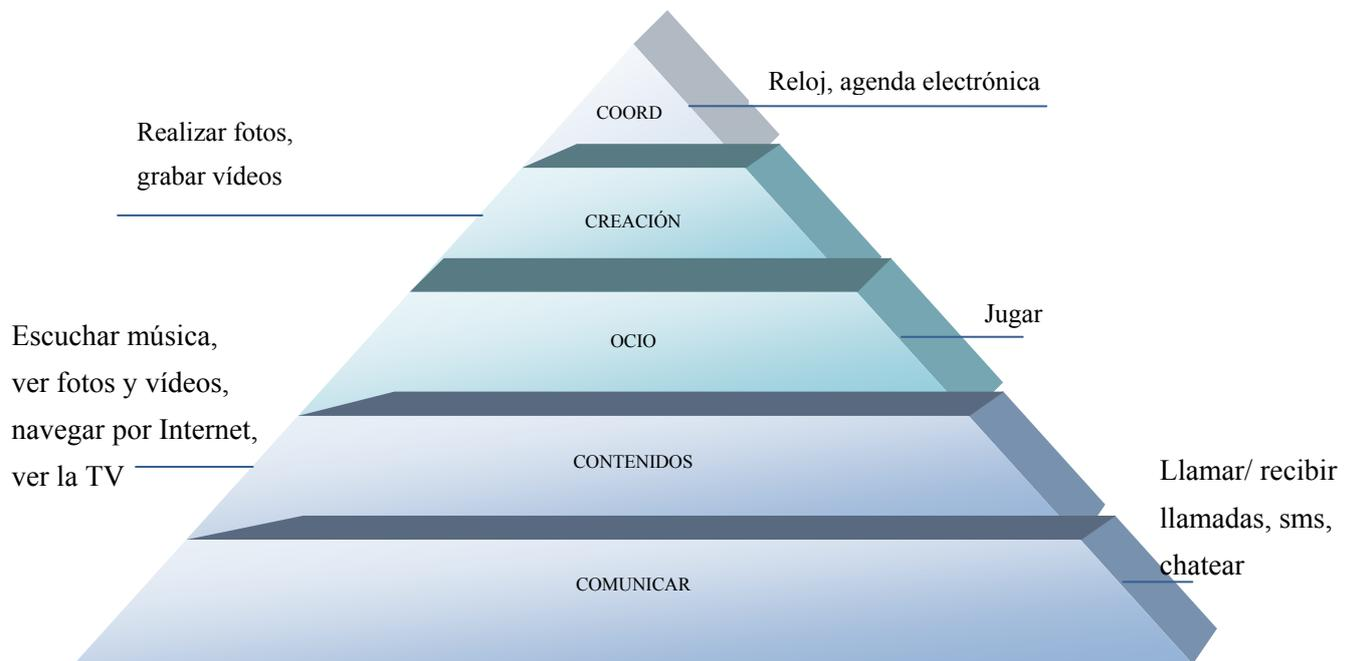 Reloj, agenda electrónica
COORD
Realizar fotos,
grabar vídeos
CREACIÓN
Jugar
OCIO
Escuchar música,
ver fotos y vídeos,
navegar por Internet,
ver la TV
CONTENIDOS
Llamar/ recibir
llamadas, sms,
chatear
COMUNICAR